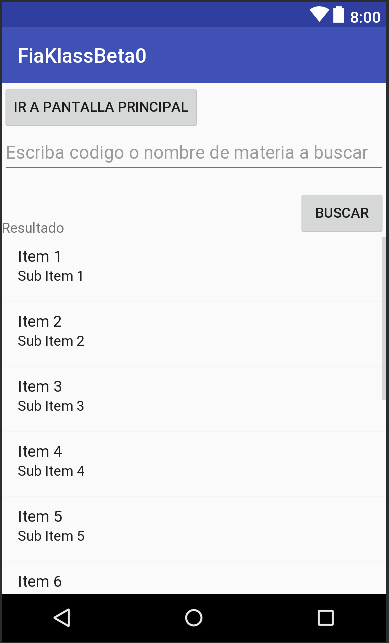 8:00
FiaKlassBeta0
IR A PANTALLA PRINCIPAL
Escriba codigo o nombre de materia a buscar
BUSCAR
Resultado
Item 1
Sub Item 1
Item 2
Sub Item 2
Item 3
Sub Item 3
Item 4
Sub Item 4
Item 5
Sub Item 5
Item 6